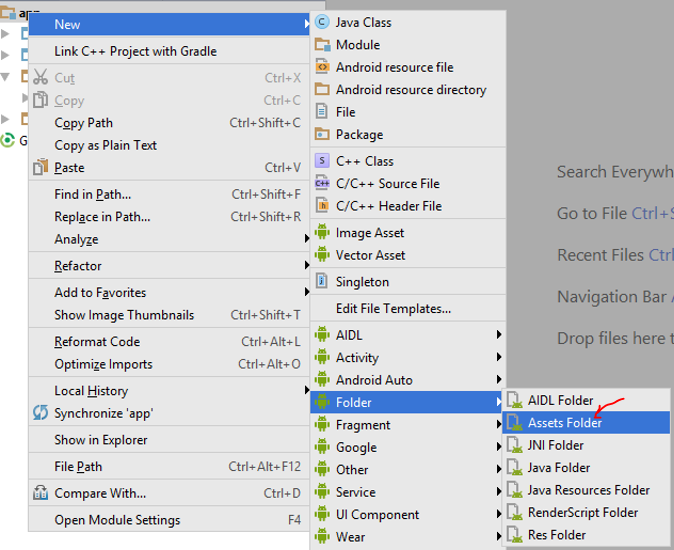 app
New
Link C++ Project with Gradle
Cut Ctrl+X
Copy Ctrl+C
Copy Path Ctrl+Shift+C
Copy as Plain Text
Paste Ctrl+V
Find in Path... Ctrl+Shift+F
Replace in Path... Ctrl+Shift+R
Analyze
Refactor
Add to Favorites
Show Image Thumbnails Ctrl+Shift+T
Reformat Code Ctrl+Alt+L
Optimize Imports Ctrl+Alt+O
Local History
Synchronize 'app'
Show in Explorer
File Path Ctrl+Alt+F12
Compare With... Ctrl+D
Open Module Settings F4
G
Java Class
Module
Android resource file
Android resource directory
File
Package
C++ Class
C/C++ Source File
C/C++ Header File
Image Asset
Vector Asset
Singleton
Edit File Templates...
AIDL
Activity
Android Auto
Folder
Fragment
Google
Other
Service
UI Component
Wear
AIDL Folder
Assets Folder
JNI Folder
Java Folder
Java Resources Folder
RenderScript Folder
Res Folder
Search Everywh
Go to File Ctrl+S
Recent Files Ctr
Navigation Bar A
Drop files here t